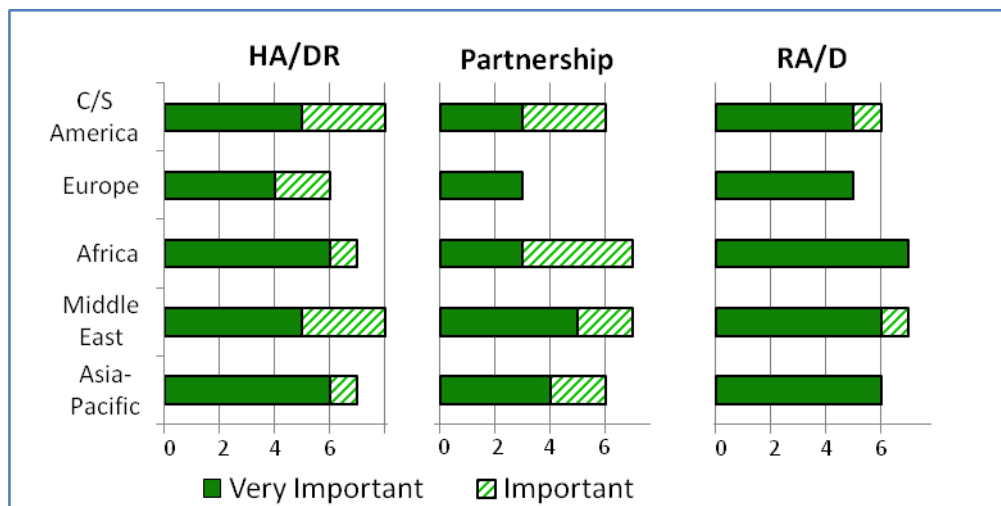 HA/DR
Partnership
RA/D
C/S
America
Europe
Africa
Middle
East
Asia-
Pacific
0 2 4 6
0 2 4 6
0 2 4 6
Very Important
Important